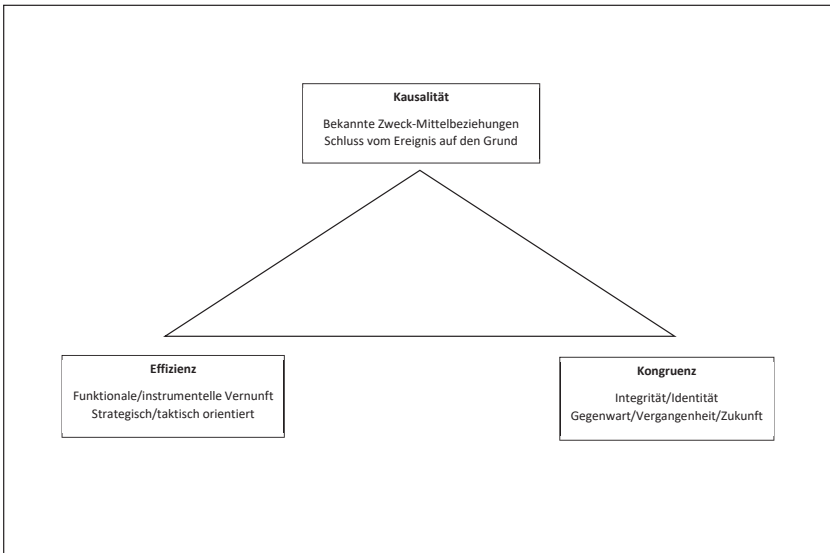 Kausalität
Bekannte Zweck-Mittelbeziehungen
Schluss vom Ereignis auf den Grund
Effizienz
Funktionale/instrumentelle Vernunft
Strategisch/taktisch orientiert
Kongruenz
Integrität/Identität
Gegenwart/Vergangenheit/Zukunft